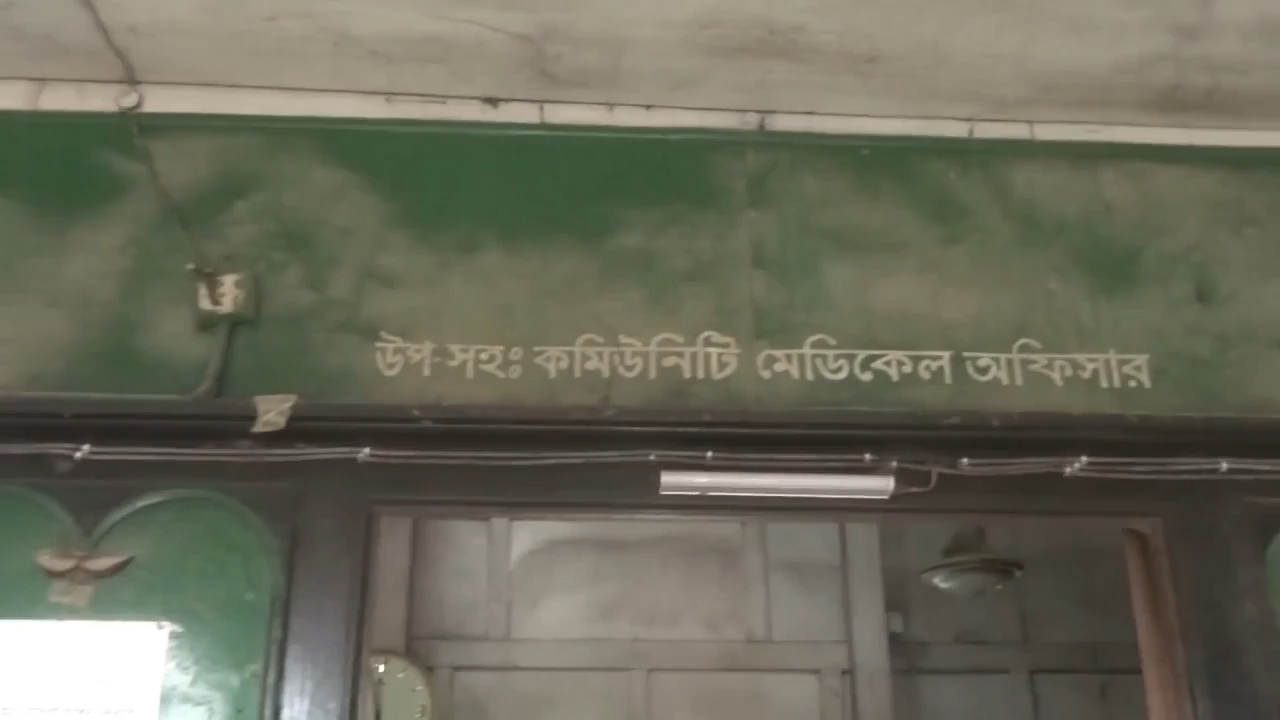 উপ-সহঃ কমিউনিটি মেডিকেল অফিসার